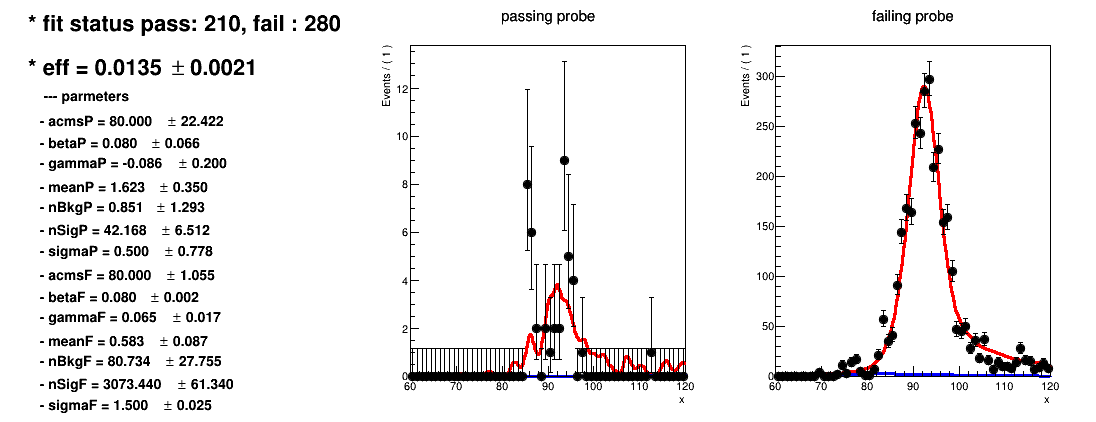 * fit status pass: 210, fail : 280
* eff = 0.0135 ± 0.0021
--- parmeters
- acmsP = 80.000 ± 22.422
- betaP = 0.080 ± 0.066
- gammaP = -0.086 ± 0.200
- meanP = 1.623 ± 0.350
- nBkgP = 0.851 ± 1.293
- nSigP = 42.168 ± 6.512
- sigmaP = 0.500 ± 0.778
- acmsF = 80.000 ± 1.055
- betaF = 0.080 ± 0.002
- gammaF = 0.065 ± 0.017
- meanF = 0.583 ± 0.087
- nBkgF = 80.734 ± 27.755
- nSigF = 3073.440 ± 61.340
- sigmaF = 1.500 ± 0.025
passing probe
Events / ( 1 )
12
10
8
6
4
2
0
60 70 80 90 100 110 120
x
failing probe
Events / ( 1 )
300
250
200
150
100
50
0
60 70 80 90 100 110 120
x